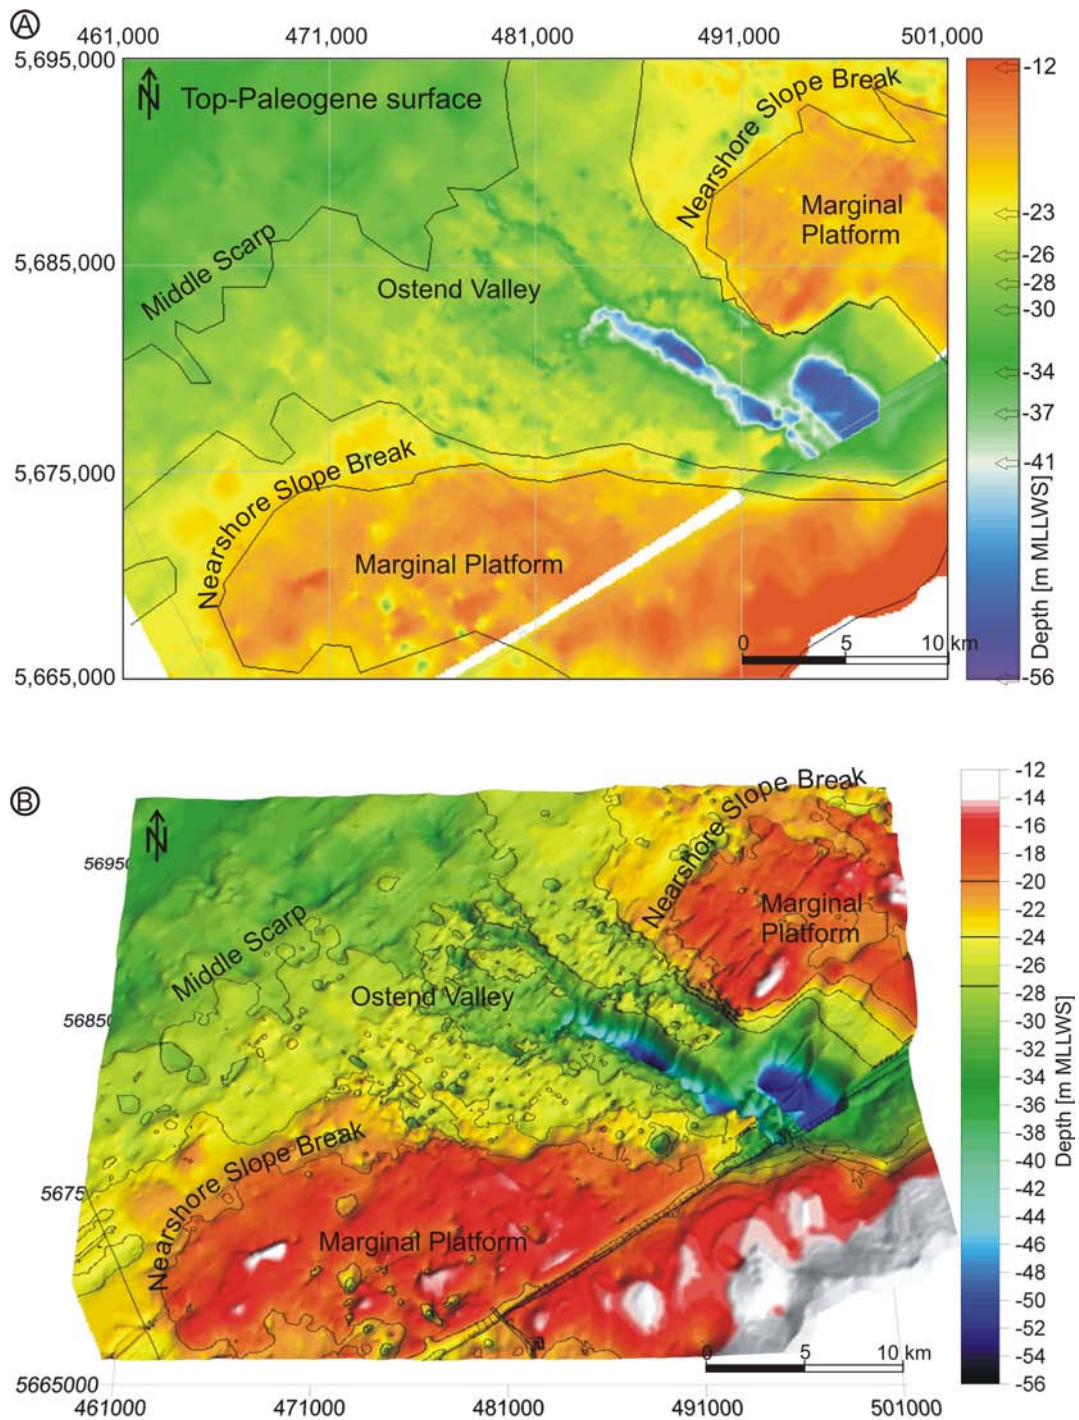 A
461,000 471,000 481,000 491,000 501,000
5,695,000
5,685,000
5,675,000
5,665,000
N
Top-Paleogene surface
Nearshore Slope Break
Marginal
Platform
Middle Scarp
Ostend Valley
Nearshore Slope Break
Marginal Platform
0 5 10 km
-12
-23
-26
-28
-30
-34
-37
-41
-56
Depth [m MLLWS]
B
N
56950
56850
5675
5665000
461000 471000 481000 491000 501000
Nearshore Slope Break
Marginal
Platform
Middle Scarp
Ostend Valley
Nearshore Slope Break
Marginal Platform
0 5 10 km
-12
-14
-16
-18
-20
-22
-24
-26
-28
-30
-32
-34
-36
-38
-40
-42
-44
-46
-48
-50
-52
-54
-56
Depth [m MLLWS]